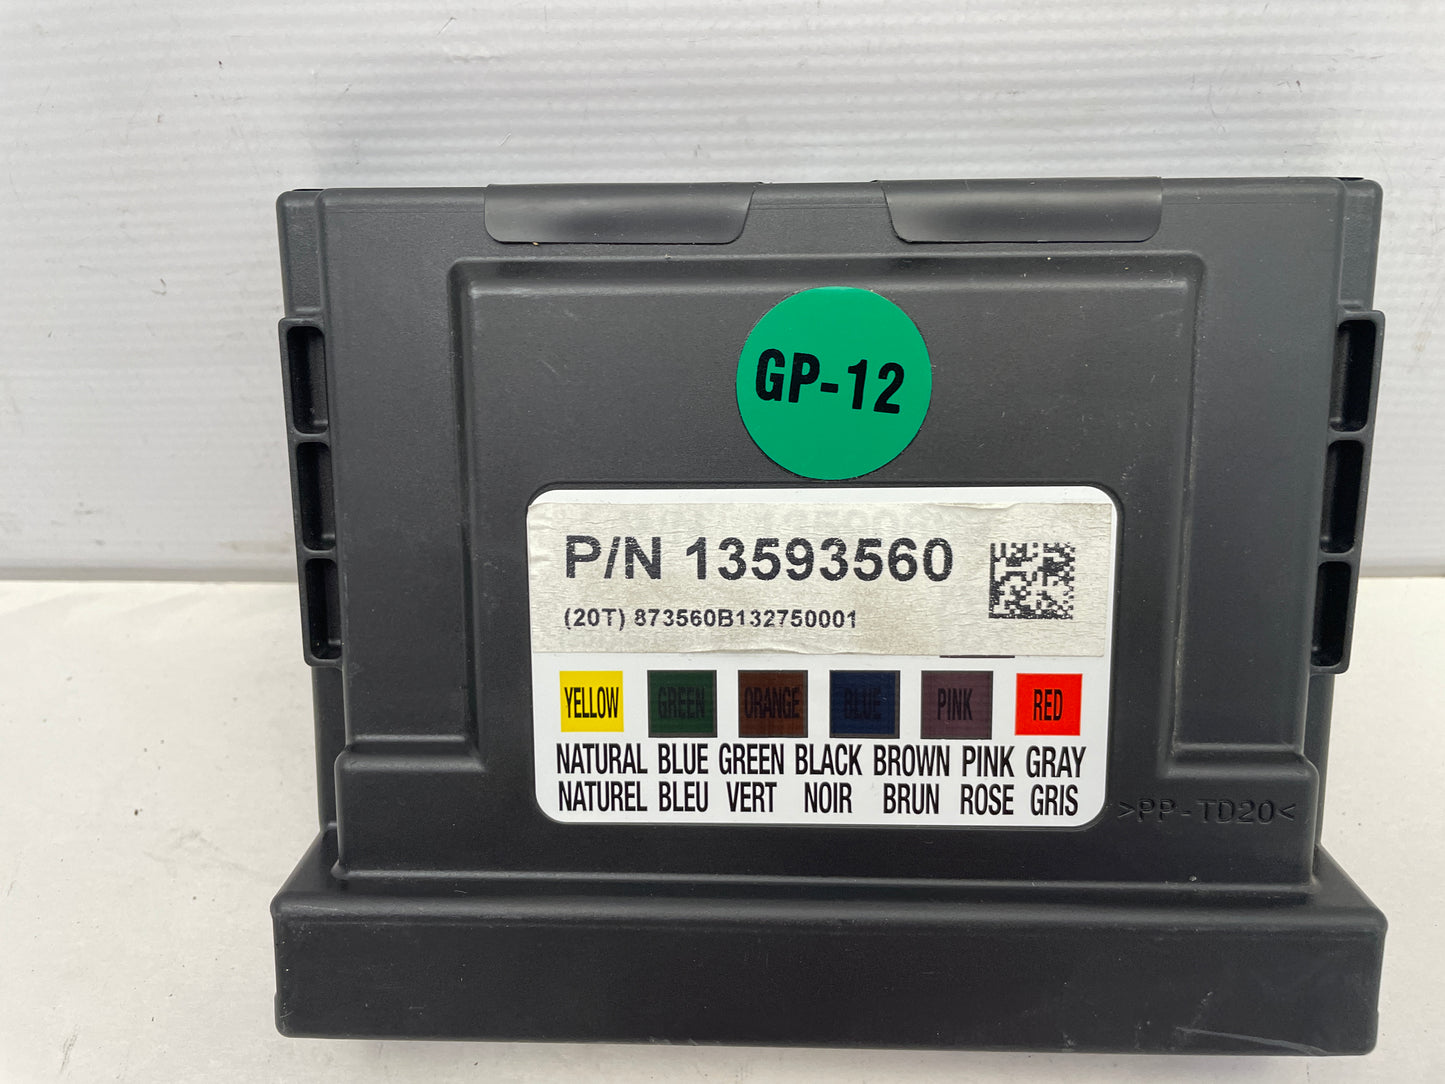 GP-12
P/N 13593560
(20T) 873560B132750001
YELLOW GREEN ORANGE BLUE PINK RED
NATURAL BLUE GREEN BLACK BROWN PINK GRAY
NATUREL BLEU VERT NOIR BRUN ROSE GRIS
>PP-TD20<